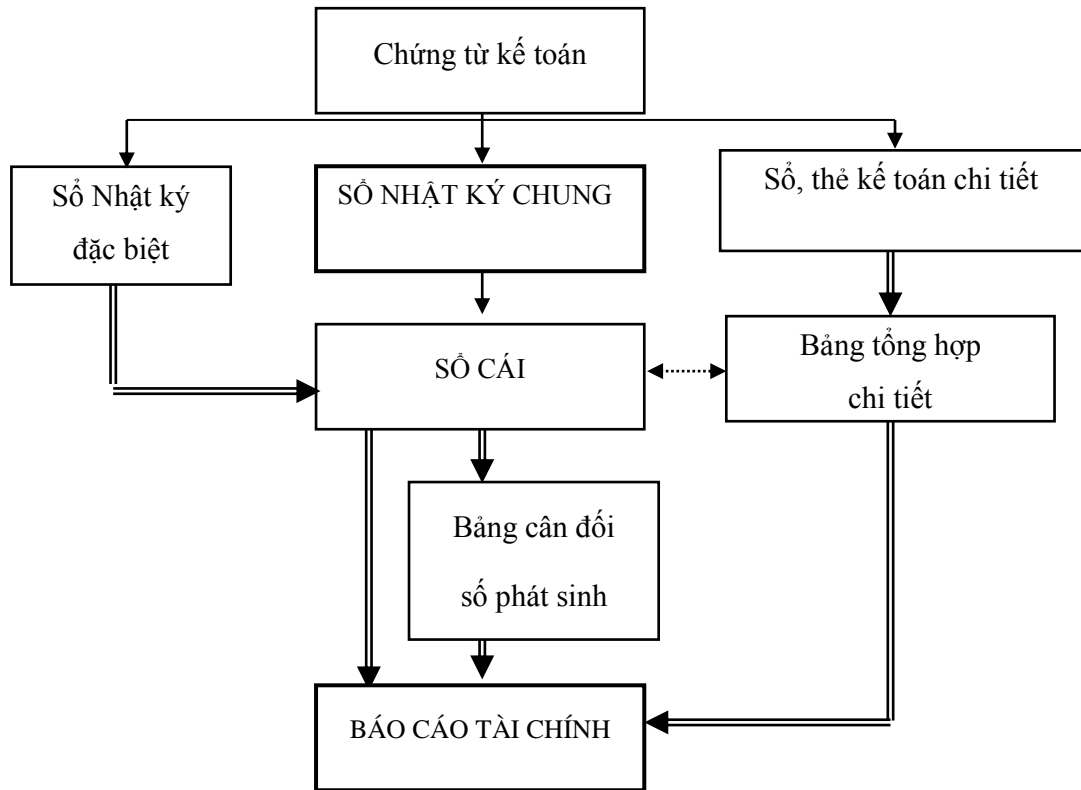 Chứng từ kế toán
Sổ Nhật ký
đặc biệt
SỔ NHẬT KÝ CHUNG
Sổ, thẻ kế toán chi tiết
SỔ CÁI
Bảng tổng hợp
chi tiết
Bảng cân đối
số phát sinh
BÁO CÁO TÀI CHÍNH